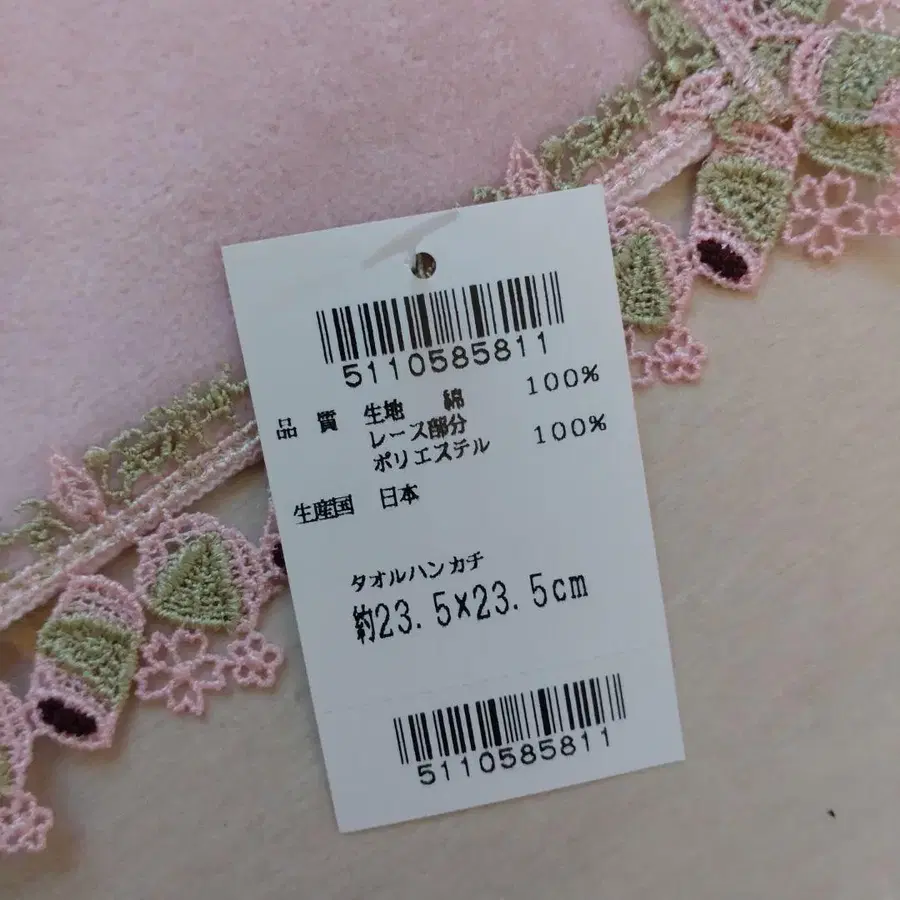 5110585811
品質 生地 綿 100%
レース部分
ポリエステル 100%
生産国 日本
タオルハンカチ
約23.5×23.5cm
5110585811